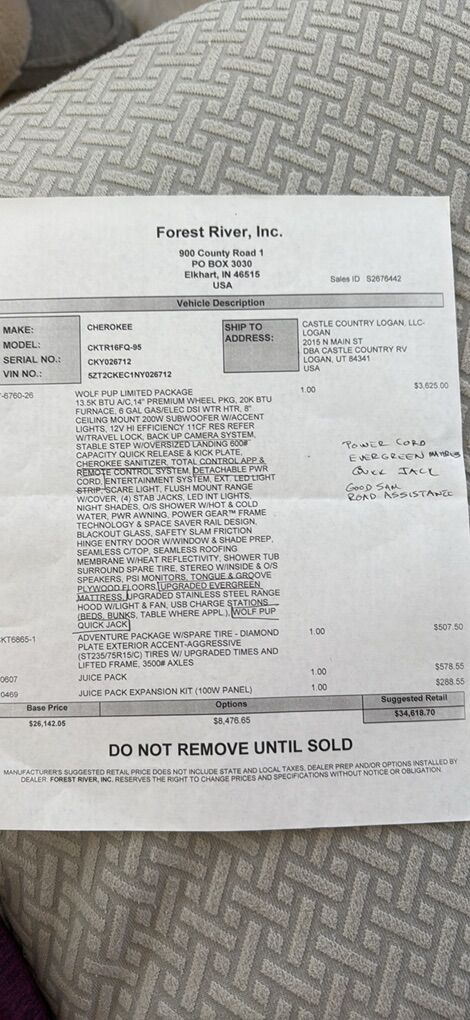 Forest River, Inc.
900 County Road 1
PO BOX 3030
Elkhart, IN 46515
USA
Sales ID S2676442
Vehicle Description
MAKE: CHEROKEE
MODEL: CKTR16FQ-95
SERIAL NO.: CKY026712
VIN NO.: 5ZT2CKEC1NY026712
SHIP TO ADDRESS:
CASTLE COUNTRY LOGAN, LLC-
LOGAN
2015 N MAIN ST
DBA CASTLE COUNTRY RV
LOGAN, UT 84341
USA
-6760-26 WOLF PUP LIMITED PACKAGE 1.00 $3,625.00
13.5K BTU A/C,14" PREMIUM WHEEL PKG, 20K BTU
FURNACE, 6 GAL GAS/ELEC DSI WTR HTR, 8"
CEILING MOUNT 200W SUBWOOFER W/ACCENT
LIGHTS, 12V HI EFFICIENCY 11CF RES REFER
W/TRAVEL LOCK, BACK UP CAMERA SYSTEM,
STABLE STEP W/OVERSIZED LANDING 600#
CAPACITY QUICK RELEASE & KICK PLATE,
CHEROKEE SANITIZER, TOTAL CONTROL APP &
REMOTE CONTROL SYSTEM, DETACHABLE PWR
CORD, ENTERTAINMENT SYSTEM, EXT. LED LIGHT
STRIP, SCARE LIGHT, FLUSH MOUNT RANGE
W/COVER, (4) STAB JACKS, LED INT LIGHTS,
NIGHT SHADES, O/S SHOWER W/HOT & COLD
WATER, PWR AWNING, POWER GEAR™ FRAME
TECHNOLOGY & SPACE SAVER RAIL DESIGN,
BLACKOUT GLASS, SAFETY SLAM FRICTION
HINGE ENTRY DOOR W/WINDOW & SHADE PREP,
SEAMLESS C/TOP, SEAMLESS ROOFING
MEMBRANE W/HEAT REFLECTIVITY, SHOWER TUB
SURROUND SPARE TIRE, STEREO W/INSIDE & O/S
SPEAKERS, PSI MONITORS, TONGUE & GROOVE
PLYWOOD FLOORS UPGRADED EVERGREEN
MATTRESS, UPGRADED STAINLESS STEEL RANGE
HOOD W/LIGHT & FAN, USB CHARGE STATIONS
(BEDS, BUNKS, TABLE WHERE APPL.), WOLF PUP
QUICK JACK
POWER CORD
EVERGREEN
QUICK JACK
GOOD SAM
ROAD ASSISTANCE
KT6865-1 ADVENTURE PACKAGE W/SPARE TIRE - DIAMOND 1.00 $507.50
PLATE EXTERIOR ACCENT-AGGRESSIVE
(ST235/75R15/C) TIRES W/ UPGRADED TIMES AND
LIFTED FRAME, 3500# AXLES
0607 JUICE PACK 1.00 $578.55
0469 JUICE PACK EXPANSION KIT (100W PANEL) 1.00 $288.55
Base Price Options Suggested Retail
$26,142.05 $8,476.65 $34,618.70
DO NOT REMOVE UNTIL SOLD
MANUFACTURER'S SUGGESTED RETAIL PRICE DOES NOT INCLUDE STATE AND LOCAL TAXES, DEALER PREP AND/OR OPTIONS INSTALLED BY
DEALER. FOREST RIVER, INC. RESERVES THE RIGHT TO CHANGE PRICES AND SPECIFICATIONS WITHOUT NOTICE OR OBLIGATION.